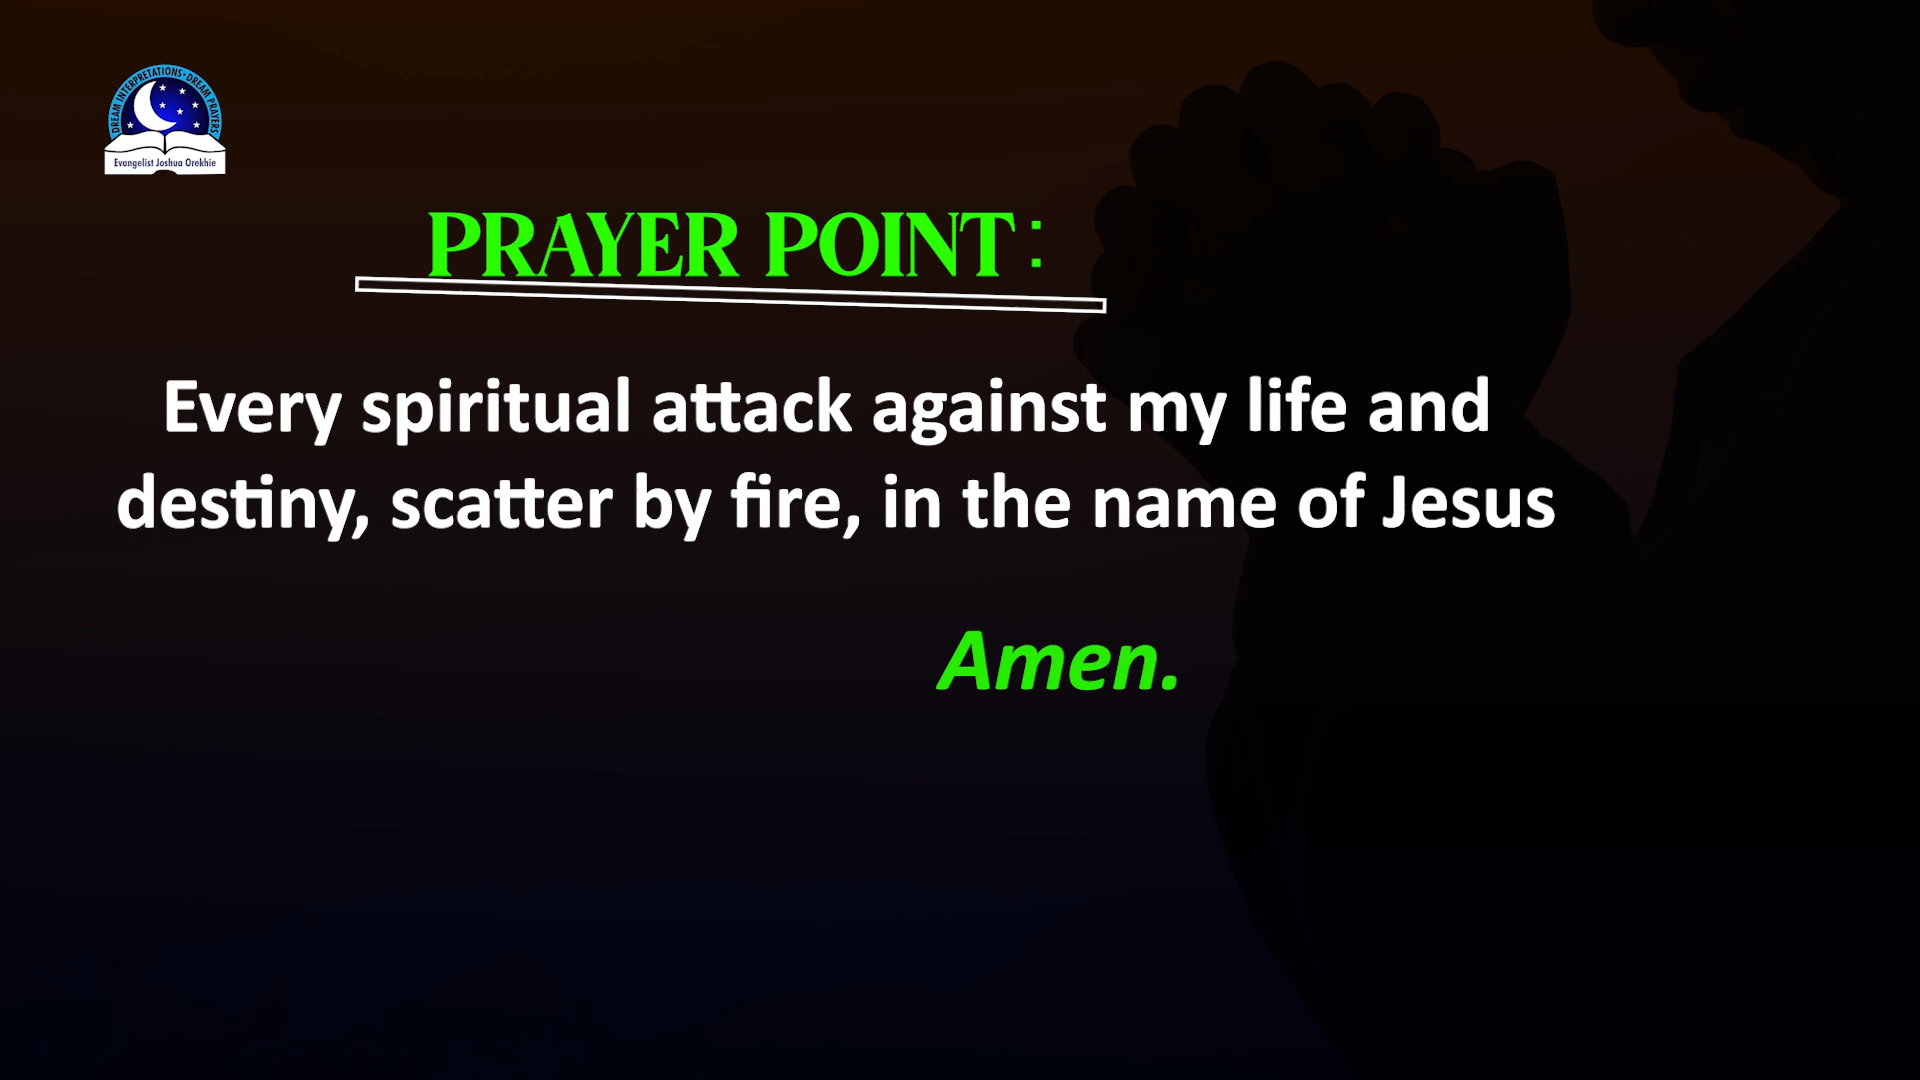 DREAM INTERPRETATIONS • DREAM PRAYERS
Evangelist Joshua Orekhie
PRAYER POINT:
Every spiritual attack against my life and
destiny, scatter by fire, in the name of Jesus
Amen.